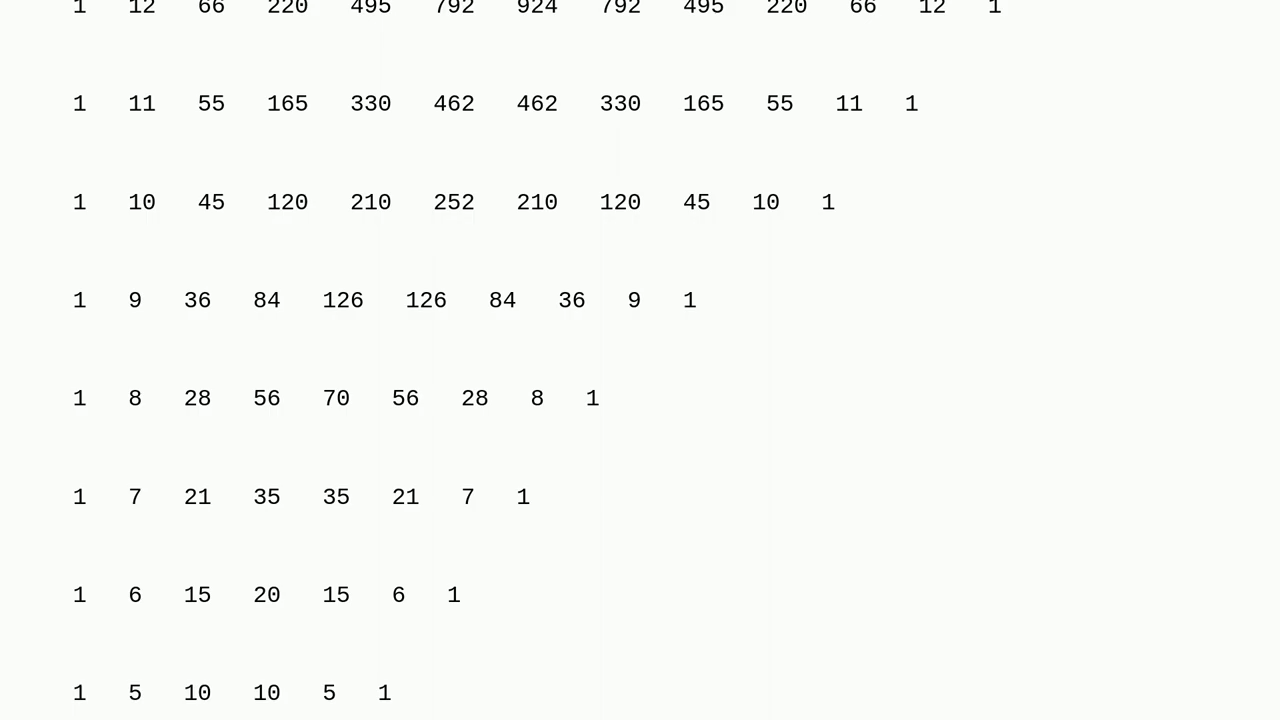 1 12 66 220 495 792 924 792 495 220 66 12 1
1 11 55 165 330 462 462 330 165 55 11 1
1 10 45 120 210 252 210 120 45 10 1
1 9 36 84 126 126 84 36 9 1
1 8 28 56 70 56 28 8 1
1 7 21 35 35 21 7 1
1 6 15 20 15 6 1
1 5 10 10 5 1